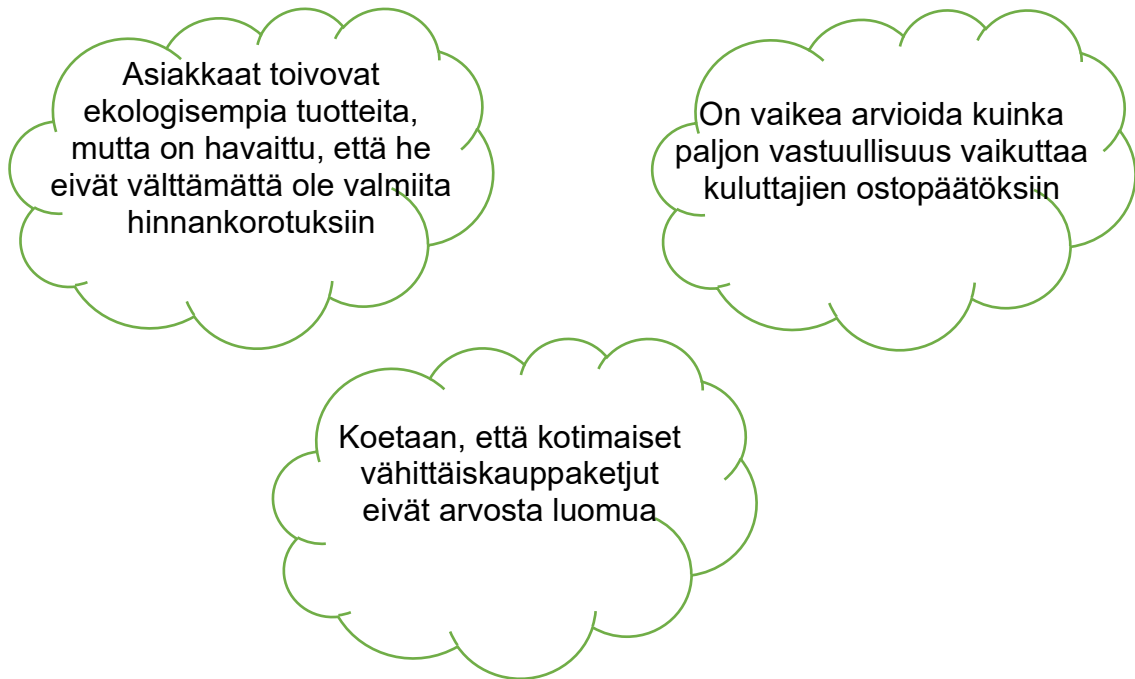 Asiakkaat toivovat
ekologisempia tuotteita,
mutta on havaittu, että he
eivät välttämättä ole valmiita
hinnankorotuksiin
On vaikea arvioida kuinka
paljon vastuullisuus vaikuttaa
kuluttajien ostopäätöksiin
Koetaan, että kotimaiset
vähittäiskauppaketjut
eivät arvosta luomua